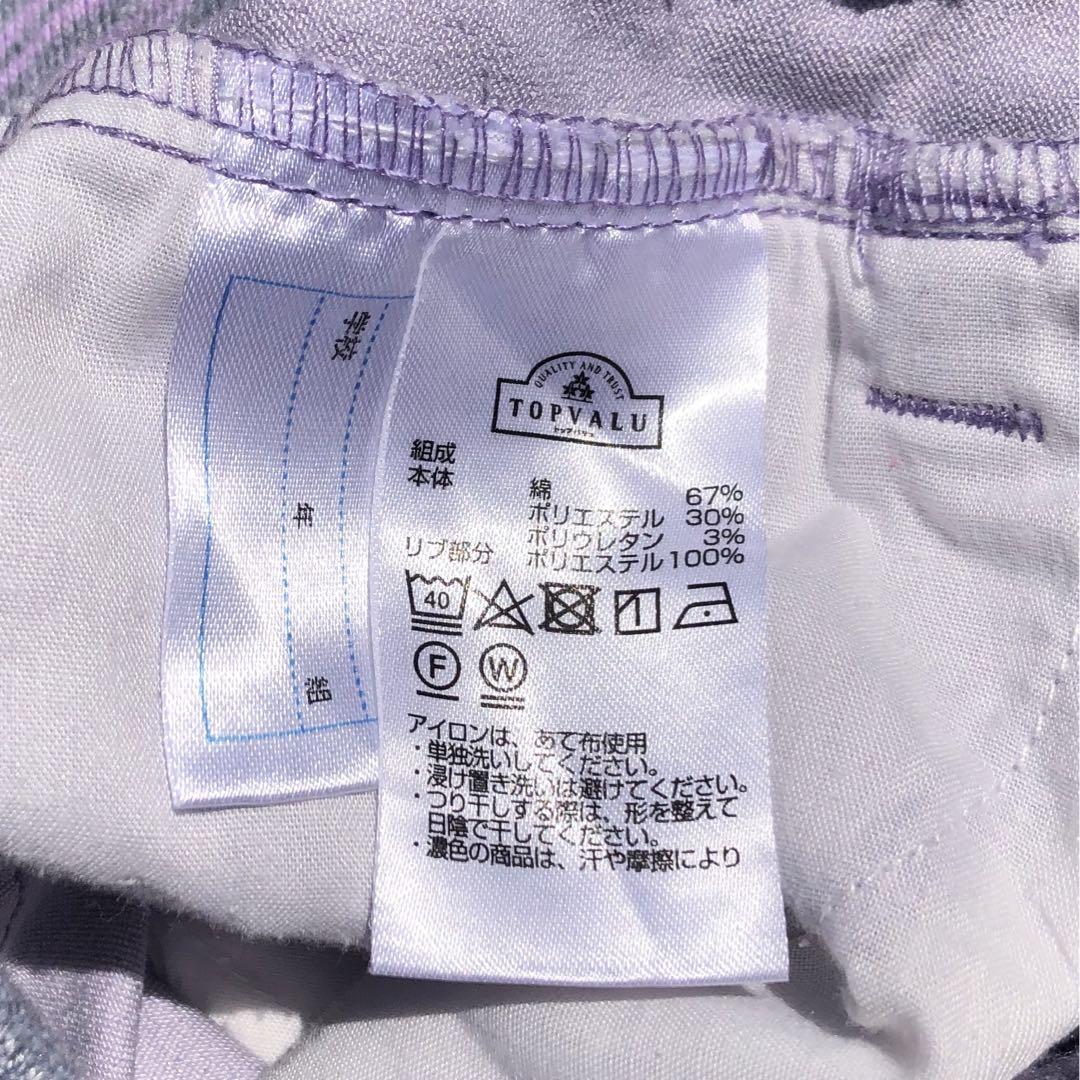 QUALITY AND TRUST
TOPVALU
トップバリュ
組成
本体 綿 67%
ポリエステル 30%
ポリウレタン 3%
リブ部分 ポリエステル 100%
40
1
F W
アイロンは、あて布使用
・単独洗いしてください。
・浸け置き洗いは避けてください。
・つり干しする際は、形を整えて
日陰で干してください。
・濃色の商品は、汗や摩擦により
年
組